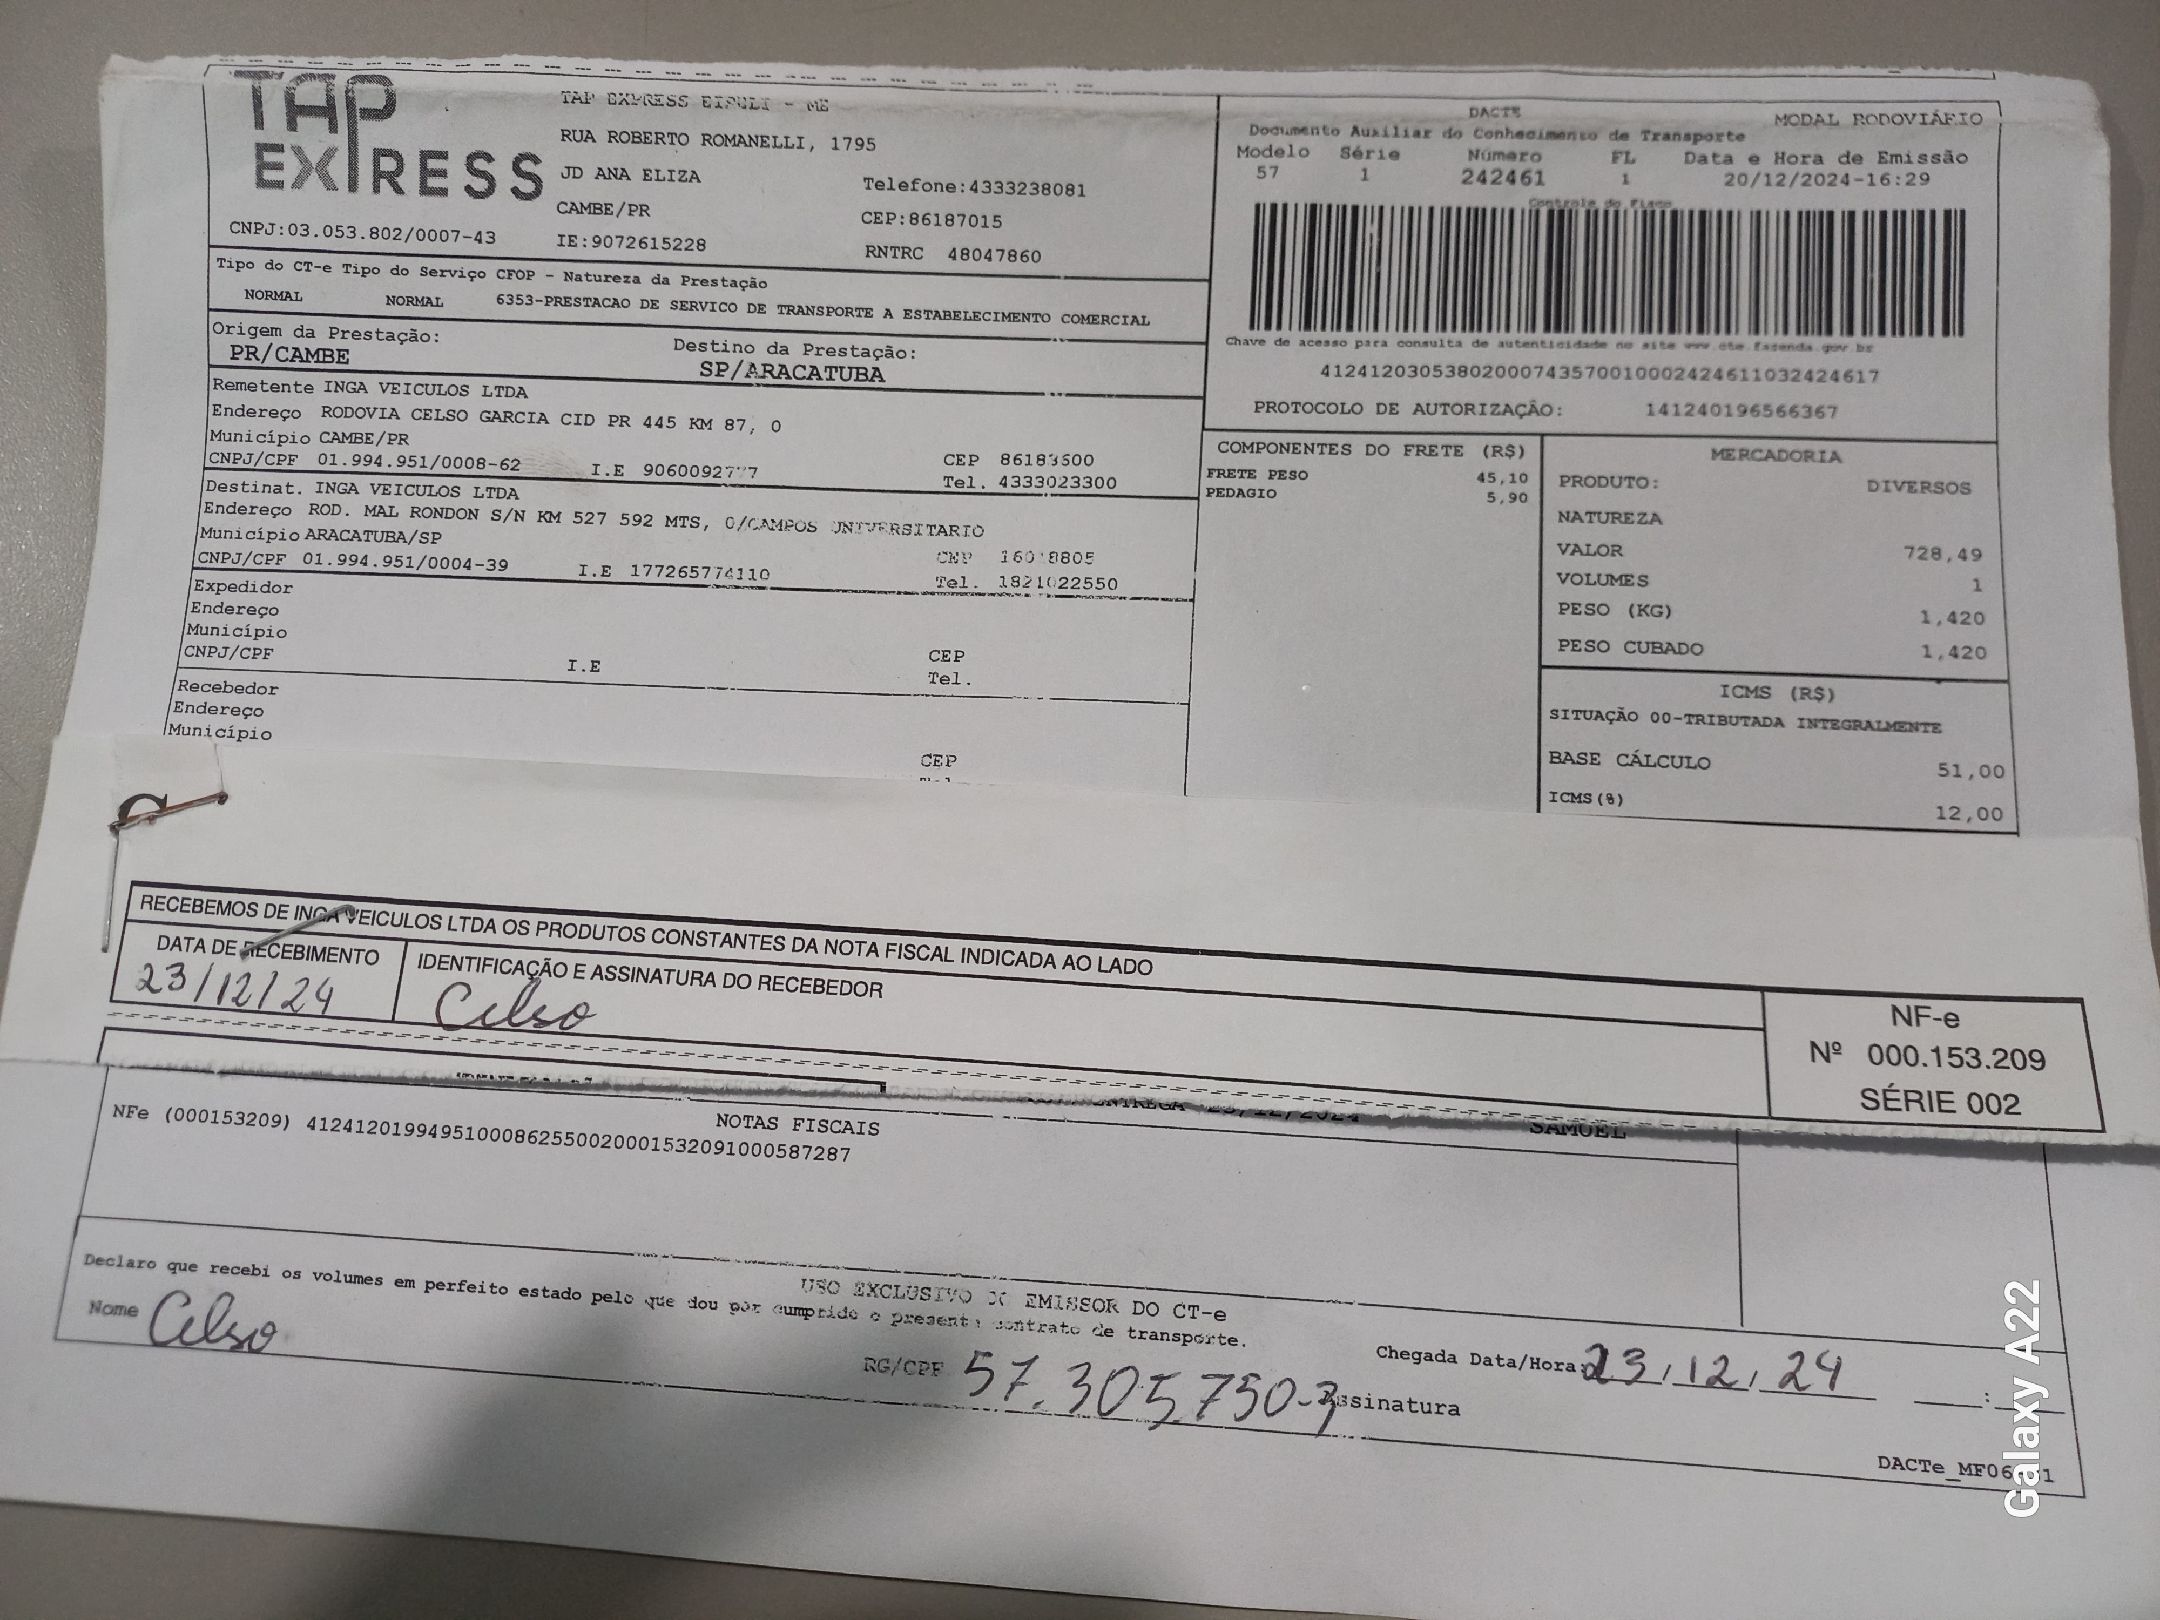 TAP EXPRESS
TAP EXPRESS EIRELI - ME
RUA ROBERTO ROMANELLI, 1795
JD ANA ELIZA
Telefone:4333238081
CAMBE/PR
CEP:86187015
CNPJ:03.053.802/0007-43
IE:9072615228
RNTRC 48047860
DACTE
MODAL RODOVIÁRIO
Documento Auxiliar do Conhecimento de Transporte
Modelo Série Número FL Data e Hora de Emissão
57 1 242461 1 20/12/2024-16:29
Controle do Fisco
Chave de acesso para consulta de autenticidade no site www.cte.fazenda.gov.br
41241203053802000743570010002424611032424617
PROTOCOLO DE AUTORIZAÇÃO: 141240196566367
Tipo do CT-e Tipo do Serviço CFOP - Natureza da Prestação
NORMAL NORMAL 6353-PRESTACAO DE SERVICO DE TRANSPORTE A ESTABELECIMENTO COMERCIAL
Origem da Prestação: Destino da Prestação:
PR/CAMBE SP/ARACATUBA
Remetente INGA VEICULOS LTDA
Endereço RODOVIA CELSO GARCIA CID PR 445 KM 87, 0
Município CAMBE/PR CEP
CNPJ/CPF 01.994.951/0008-62 I.E Tel. 4333023300
Destinat. INGA VEICULOS LTDA
Endereço ROD. MAL RONDON S/N KM 527 592 MTS, 0/CAMPOS UNIVERSITARIO
Município ARACATUBA/SP CEP
CNPJ/CPF 01.994.951/0004-39 I.E 177265774110 Tel. 1821022550
Expedidor
Endereço
Município CEP
CNPJ/CPF I.E Tel.
Recebedor
Endereço
Município CEP
COMPONENTES DO FRETE (R$)
FRETE PESO 45,10
PEDAGIO 5,90
MERCADORIA
PRODUTO: DIVERSOS
NATUREZA
VALOR 728,49
VOLUMES 1
PESO (KG) 1,420
PESO CUBADO 1,420
ICMS (R$)
SITUAÇÃO 00-TRIBUTADA INTEGRALMENTE
BASE CÁLCULO 51,00
ICMS(%) 12,00
RECEBEMOS DE INGA VEICULOS LTDA OS PRODUTOS CONSTANTES DA NOTA FISCAL INDICADA AO LADO
DATA DE RECEBIMENTO IDENTIFICAÇÃO E ASSINATURA DO RECEBEDOR
23/12/24 Celso
NF-e
Nº 000.153.209
SÉRIE 002
ENTREGA 23/12/2024 SAMUEL
NOTAS FISCAIS
NFe (000153209) 41241201994951000862550020001532091000587287
USO EXCLUSIVO DO EMISSOR DO CT-e
Declaro que recebi os volumes em perfeito estado pelo que dou por cumprido o presente contrato de transporte.
Nome Celso RG/CPF 57.305.750-3 Assinatura
Chegada Data/Hora: 23/12/24 :
Galaxy A22